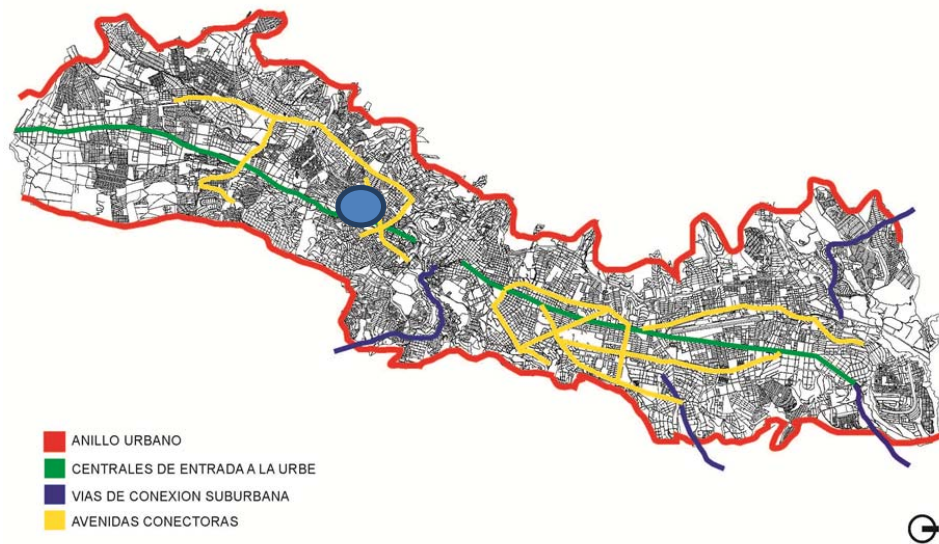 ANILLO URBANO
CENTRALES DE ENTRADA A LA URBE
VIAS DE CONEXION SUBURBANA
AVENIDAS CONECTORAS